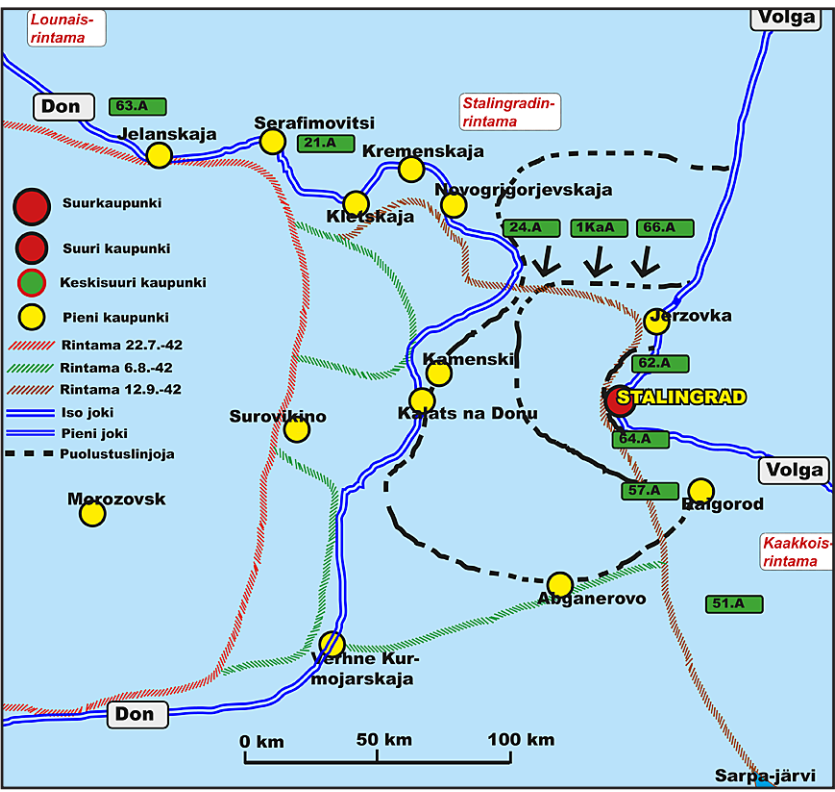 Lounais-
rintama
Volga
Don
63.A
Jelanskaja
Serafimovitsi
21.A
Stalingradin-
rintama
Kremenskaja
Novogrigorjevskaja
Kletskaja
24.A
1KaA
66.A
Suurkaupunki
Suuri kaupunki
Keskisuuri kaupunki
Pieni kaupunki
Rintama 22.7.-42
Rintama 6.8.-42
Rintama 12.9.-42
Iso joki
Pieni joki
Puolustuslinjoja
Jerzovka
Kamenski
62.A
STALINGRAD
Kalats na Donu
Surovikino
64.A
Volga
Morozovsk
57.A
Raigorod
Kaakkois-
rintama
Abganerovo
51.A
Verhne Kur-
mojarskaja
Don
0 km
50 km
100 km
Sarpa-järvi